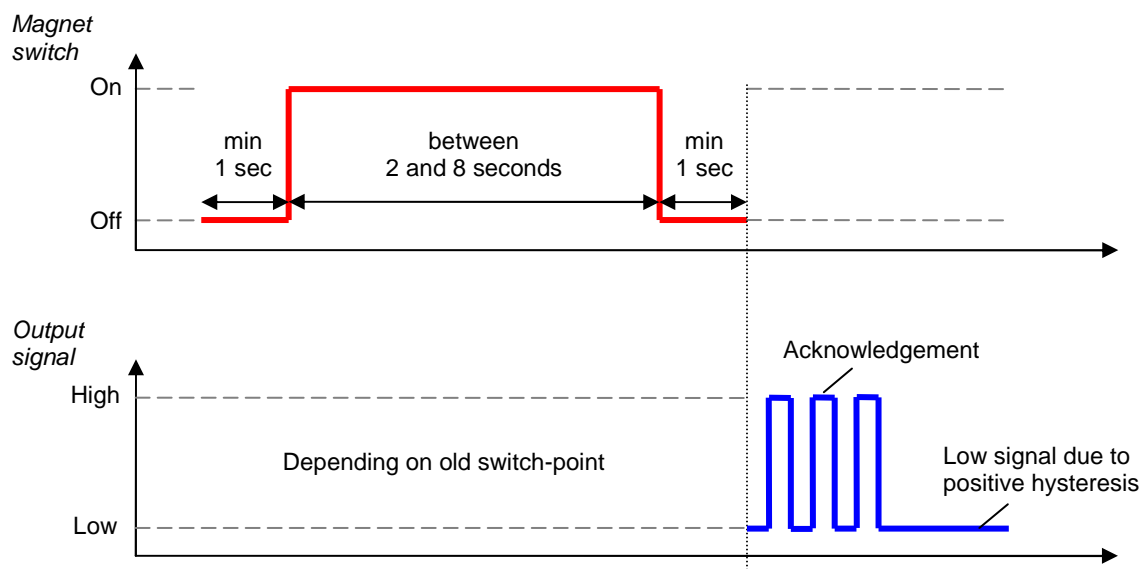 Magnet
switch
On
min
1 sec
between
2 and 8 seconds
min
1 sec
Off
Output
signal
Acknowledgement
High
Depending on old switch-point
Low signal due to
positive hysteresis
Low